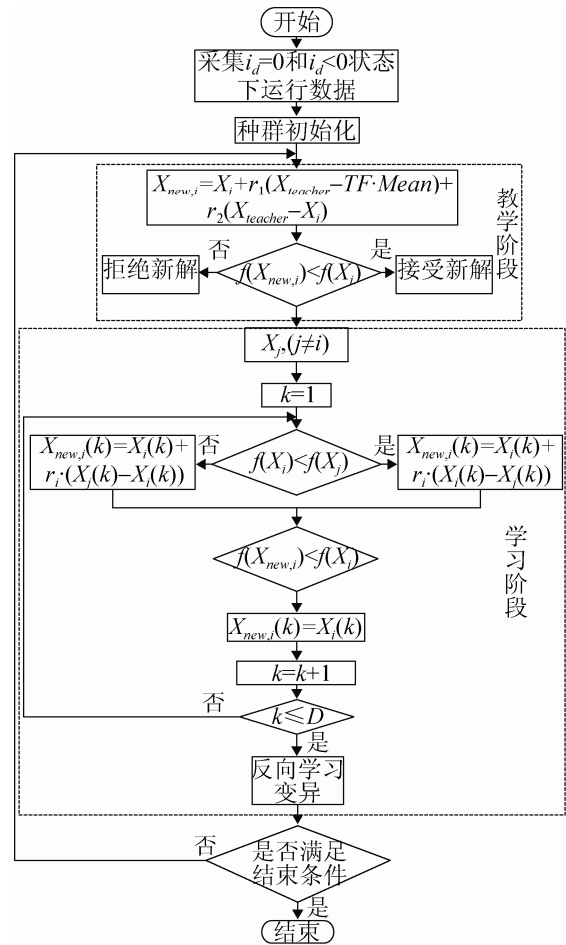 开始
采集i_d=0和i_d<0状态
下运行数据
种群初始化
X_new,i=X_i+r_1(X_teacher–TF·Mean)+
r_2(X_teacher–X_i)
教学阶段
否
是
拒绝新解
f(X_new,i)<f(X_i)
接受新解
X_j,(j≠i)
k=1
X_new,i(k)=X_i(k)+
r_i·(X_j(k)–X_i(k))
否
f(X_i)<f(X_j)
是
X_new,i(k)=X_i(k)+
r_i·(X_i(k)–X_j(k))
学习阶段
f(X_new,i)<f(X_i)
X_new,i(k)=X_i(k)
k=k+1
否
k≤D
是
反向学习
变异
否
是否满足
结束条件
是
结束